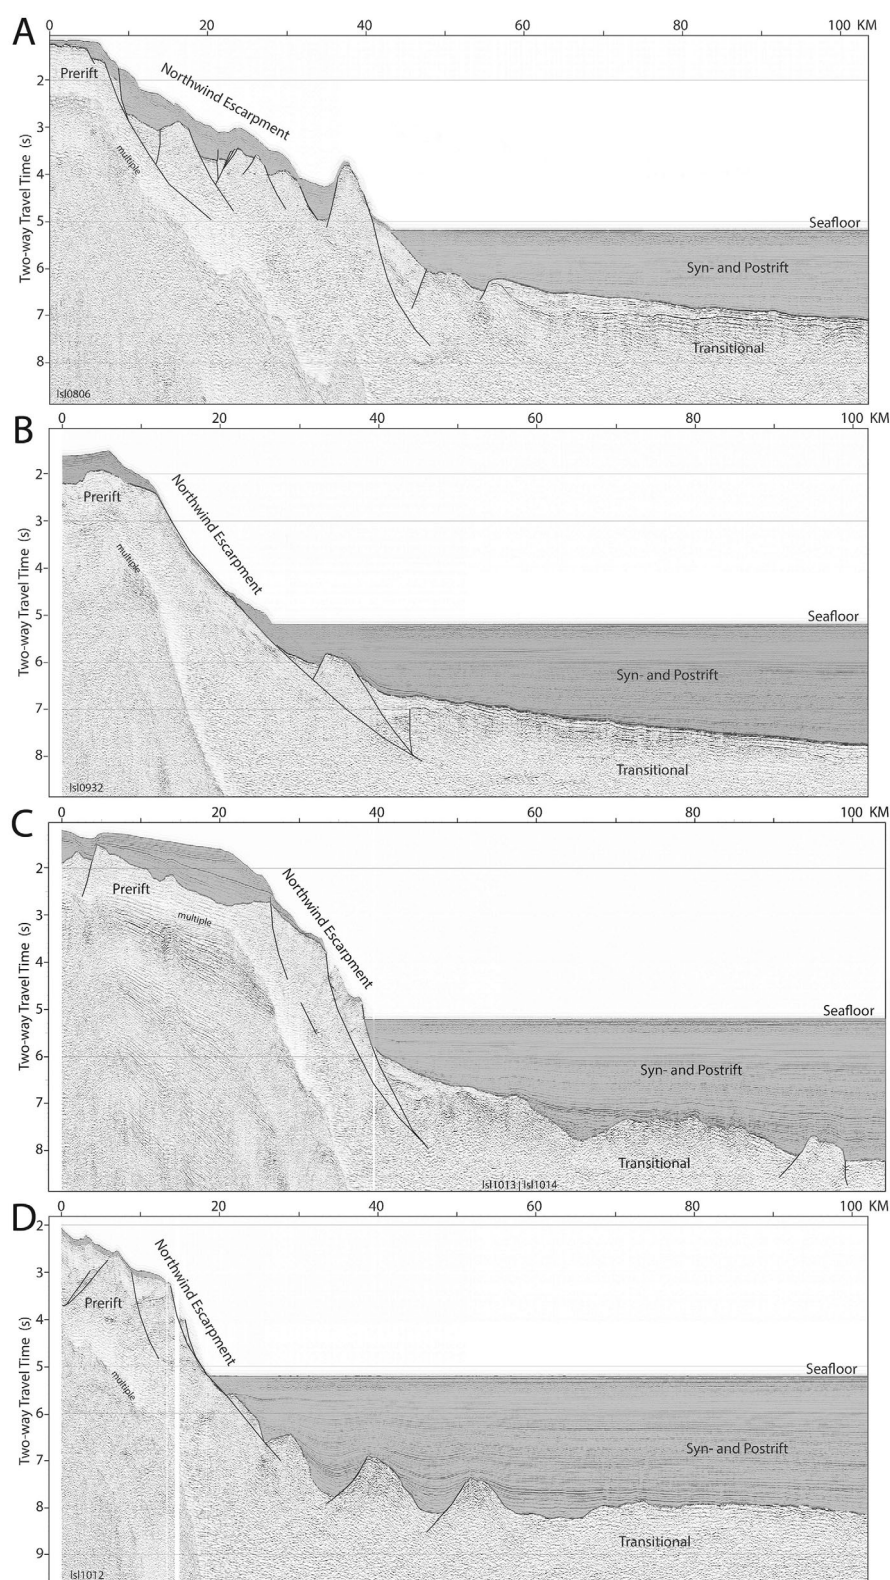 A
0 20 40 60 80 100 KM
Two-way Travel Time (s)
2
3
4
5
6
7
8
Prerift
Northwind Escarpment
multiple
Seafloor
Syn- and Postrift
Transitional
lsl0806
B
0 20 40 60 80 100 KM
Two-way Travel Time (s)
2
3
4
5
6
7
8
Prerift
Northwind Escarpment
multiple
Seafloor
Syn- and Postrift
Transitional
lsl0932
C
0 20 40 60 80 100 KM
Two-way Travel Time (s)
2
3
4
5
6
7
8
Prerift
Northwind Escarpment
multiple
Seafloor
Syn- and Postrift
Transitional
lsl1013 | lsl1014
D
0 20 40 60 80 100 KM
Two-way Travel Time (s)
2
3
4
5
6
7
8
9
Prerift
Northwind Escarpment
multiple
Seafloor
Syn- and Postrift
Transitional
lsl1012